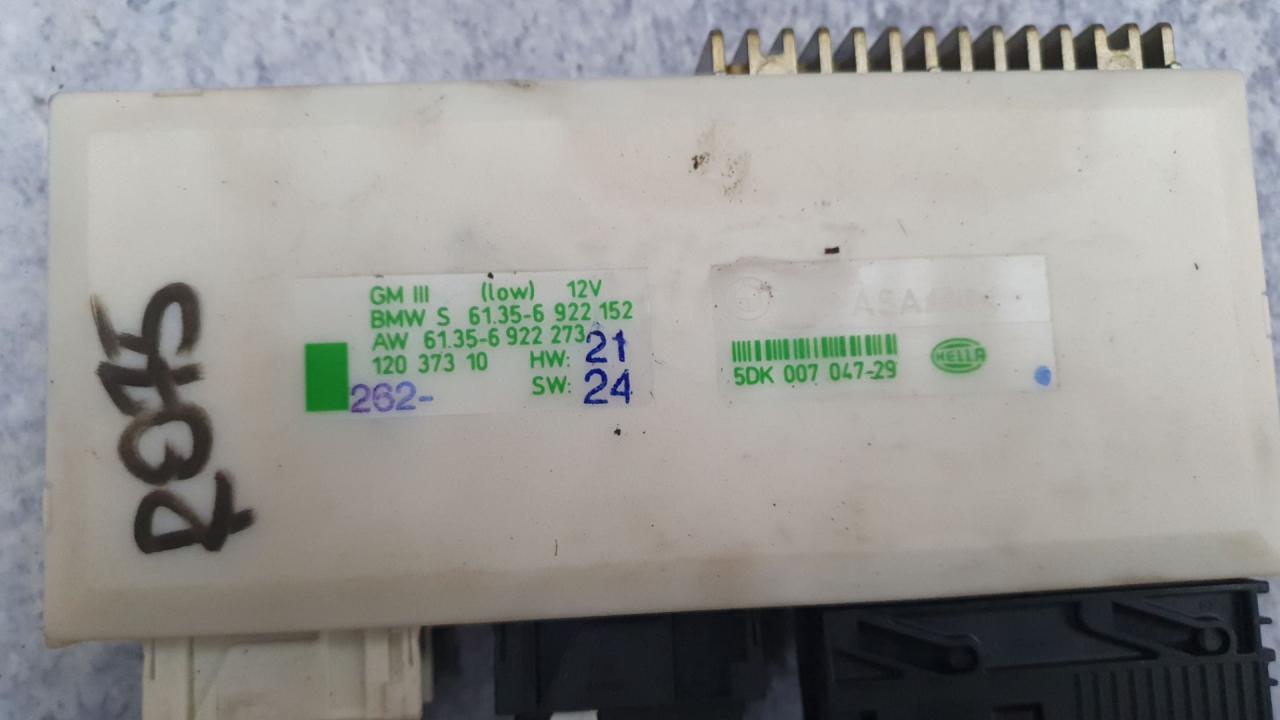 GM III (low) 12V
BMW S 61.35-6 922 152
AW 61.35-6 922 273
120 373 10 HW: 21
262- SW: 24
5DK 007 047-29
HELLA